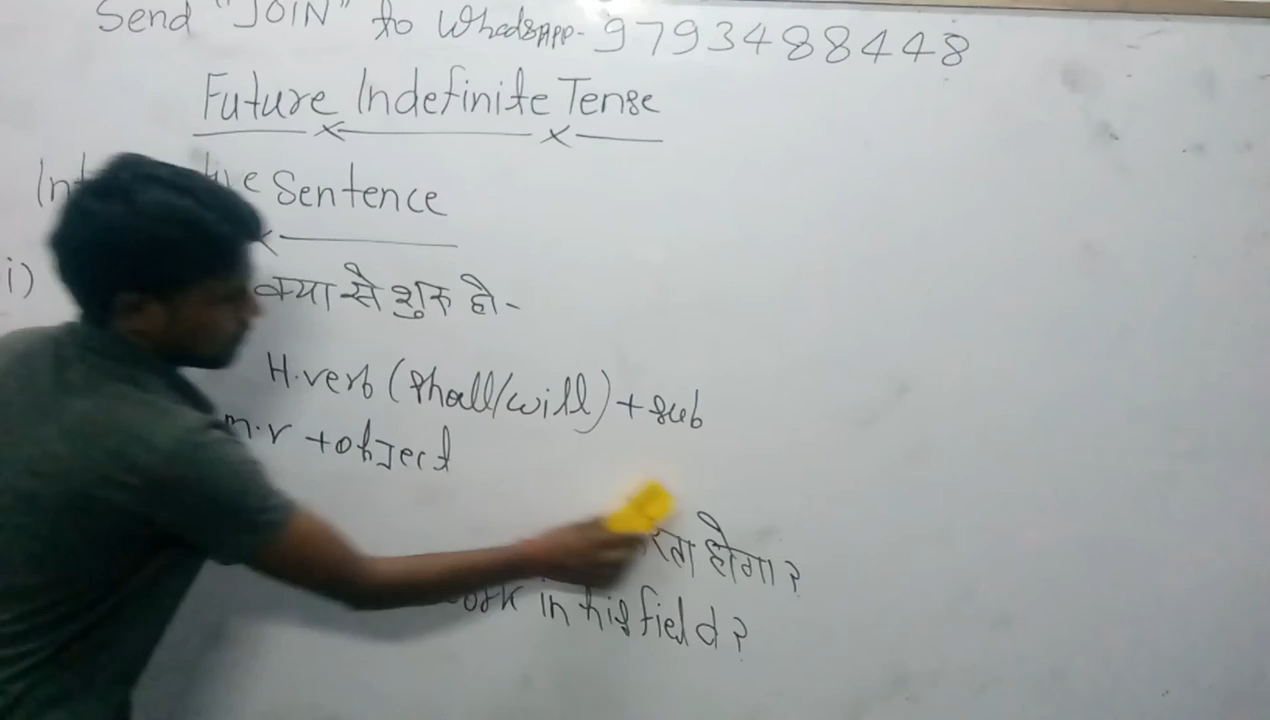 Send "JOIN" to Whatsapp- 9793488448
Future Indefinite Tense
Sentence
i) क्या से शुरू हो -
H.verb (Shall/will) + sub
m.v + object
होगा?
in his field?